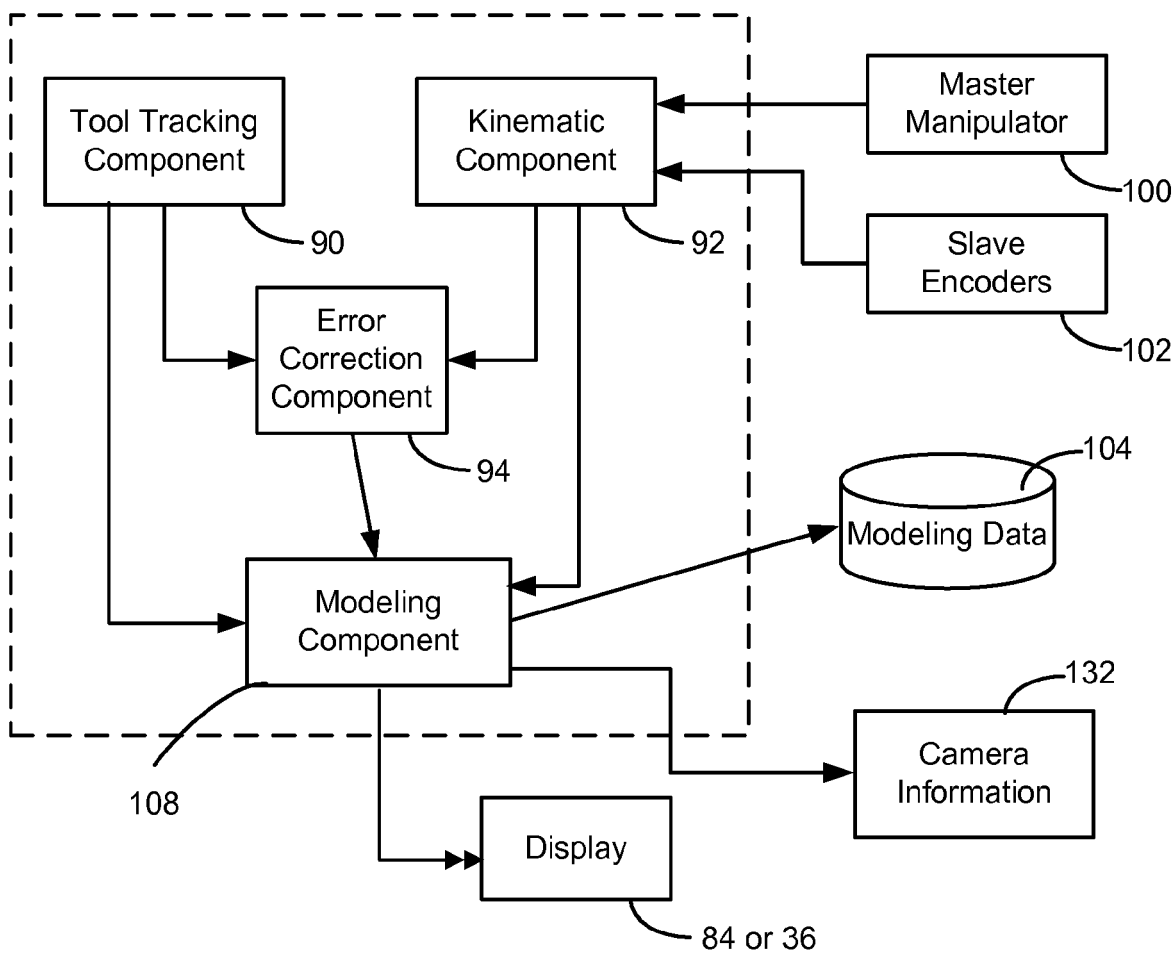 Tool Tracking
Component
90
Kinematic
Component
92
Master
Manipulator
100
Slave
Encoders
102
Error
Correction
Component
94
104
Modeling Data
Modeling
Component
108
132
Camera
Information
Display
84 or 36